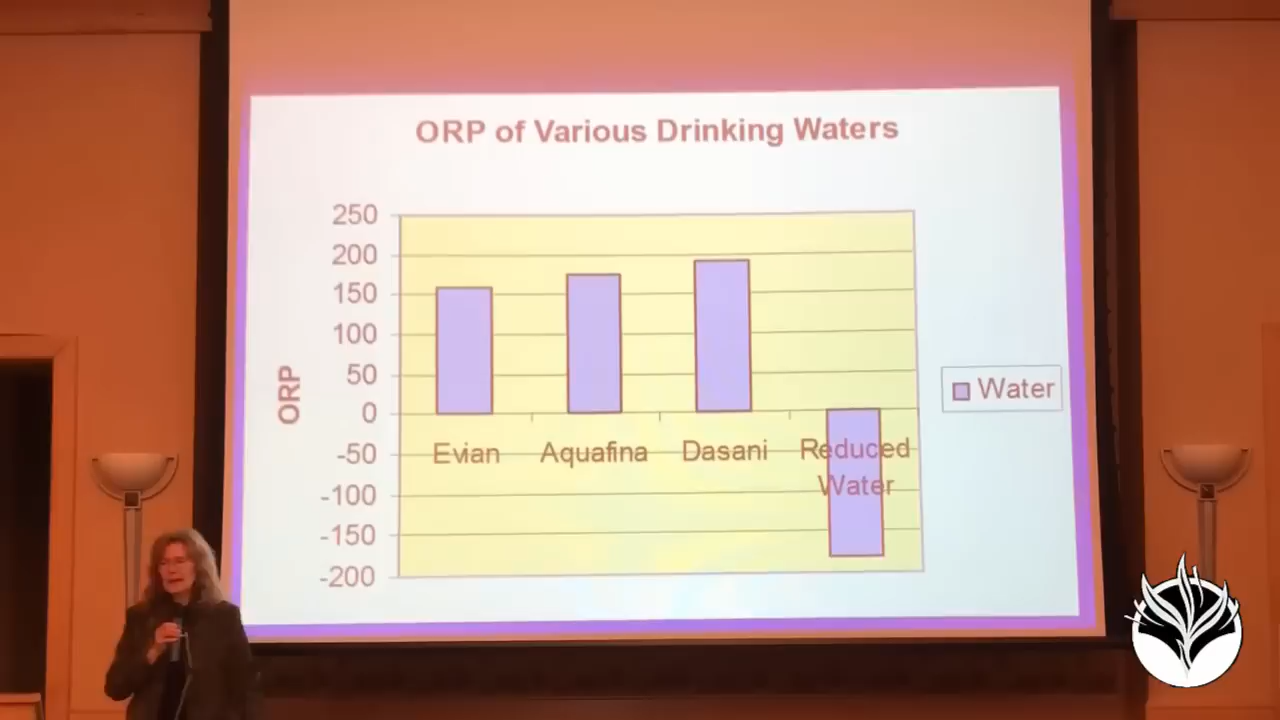 ORP of Various Drinking Waters
250
200
150
100
50
0
-50
-100
-150
-200
ORP
Evian Aquafina Dasani Reduced
Water
Water